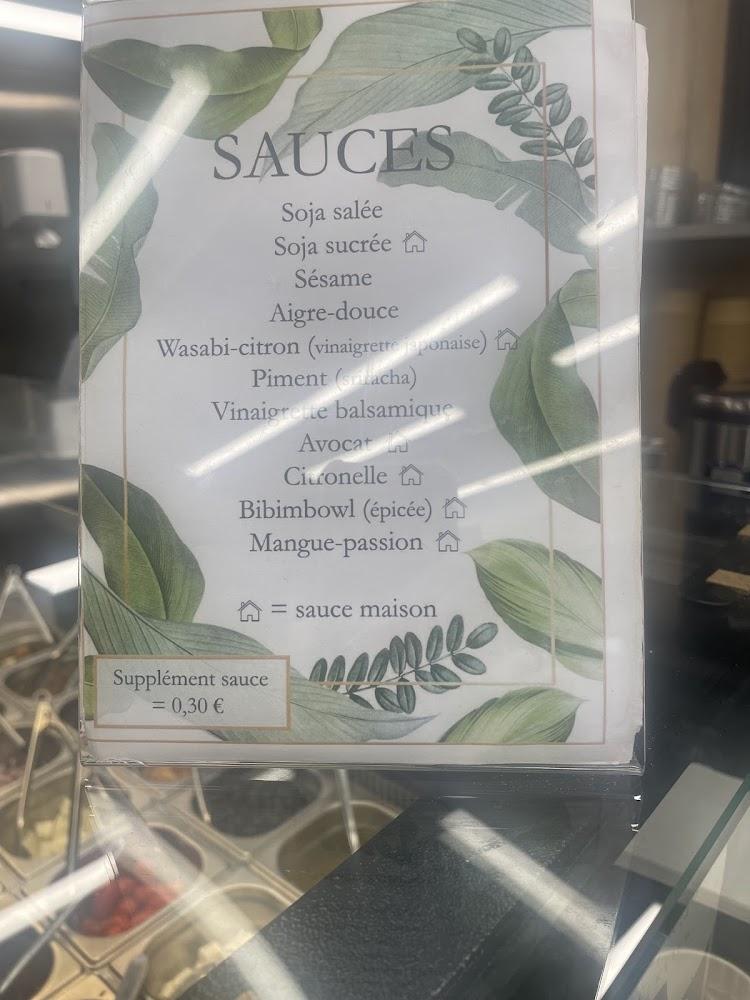 SAUCES
Soja salée
Soja sucrée
Sésame
Aigre-douce
Wasabi-citron (vinaigrette japonaise)
Piment (sriracha)
Vinaigrette balsamique
Avocat
Citronelle
Bibimbowl (épicée)
Mangue-passion
= sauce maison
Supplément sauce
= 0,30 €